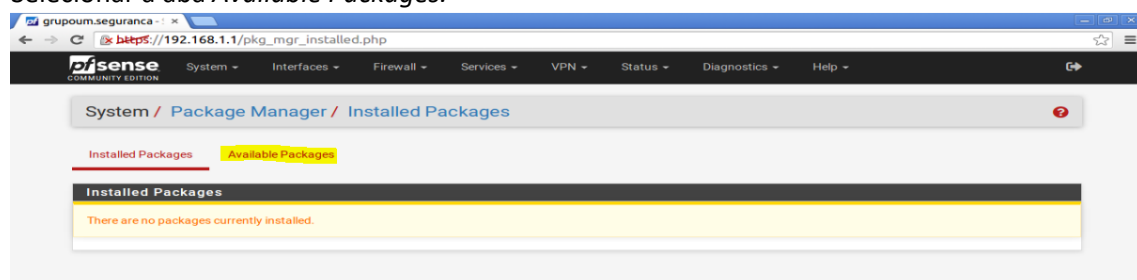 Selecionar a aba Available Packages.
grupoum.seguranca - :
https://192.168.1.1/pkg_mgr_installed.php
pfsense COMMUNITY EDITION System Interfaces Firewall Services VPN Status Diagnostics Help
System / Package Manager / Installed Packages
Installed Packages Available Packages
Installed Packages
There are no packages currently installed.